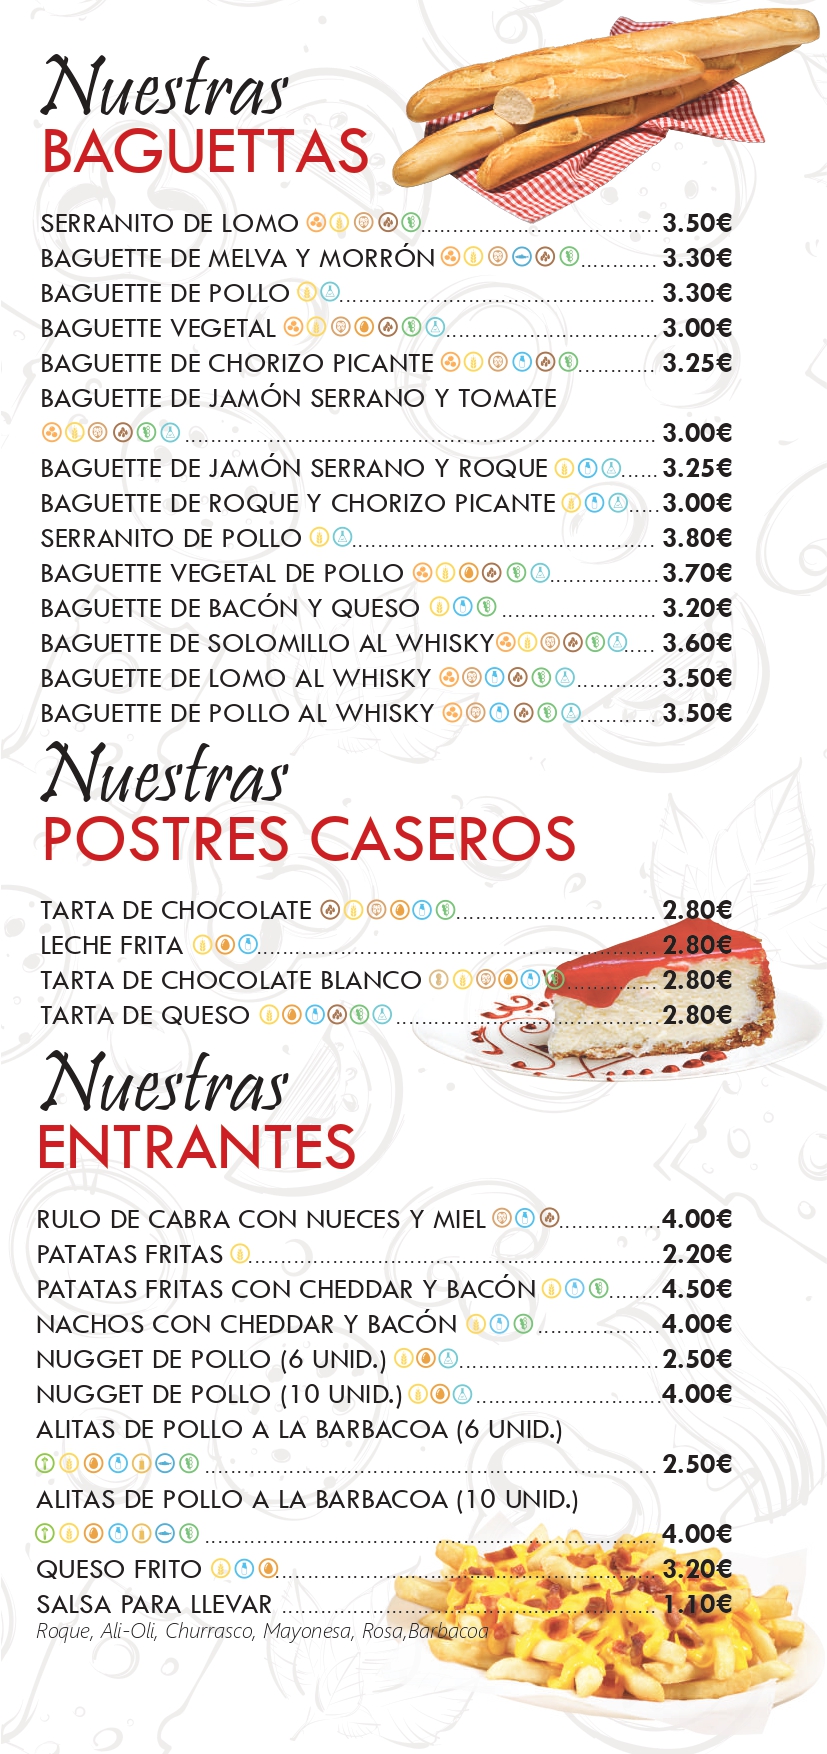 Nuestras
BAGUETTAS
SERRANITO DE LOMO 3.50€
BAGUETTE DE MELVA Y MORRÓN 3.30€
BAGUETTE DE POLLO 3.30€
BAGUETTE VEGETAL 3.00€
BAGUETTE DE CHORIZO PICANTE 3.25€
BAGUETTE DE JAMÓN SERRANO Y TOMATE
3.00€
BAGUETTE DE JAMÓN SERRANO Y ROQUE 3.25€
BAGUETTE DE ROQUE Y CHORIZO PICANTE 3.00€
SERRANITO DE POLLO 3.80€
BAGUETTE VEGETAL DE POLLO 3.70€
BAGUETTE DE BACÓN Y QUESO 3.20€
BAGUETTE DE SOLOMILLO AL WHISKY 3.60€
BAGUETTE DE LOMO AL WHISKY 3.50€
BAGUETTE DE POLLO AL WHISKY 3.50€
Nuestras
POSTRES CASEROS
TARTA DE CHOCOLATE 2.80€
LECHE FRITA 2.80€
TARTA DE CHOCOLATE BLANCO 2.80€
TARTA DE QUESO 2.80€
Nuestras
ENTRANTES
RULO DE CABRA CON NUECES Y MIEL 4.00€
PATATAS FRITAS 2.20€
PATATAS FRITAS CON CHEDDAR Y BACÓN 4.50€
NACHOS CON CHEDDAR Y BACÓN 4.00€
NUGGET DE POLLO (6 UNID.) 2.50€
NUGGET DE POLLO (10 UNID.) 4.00€
ALITAS DE POLLO A LA BARBACOA (6 UNID.)
2.50€
ALITAS DE POLLO A LA BARBACOA (10 UNID.)
4.00€
QUESO FRITO 3.20€
SALSA PARA LLEVAR 1.10€
Roque, Ali-Oli, Churrasco, Mayonesa, Rosa,Barbacoa